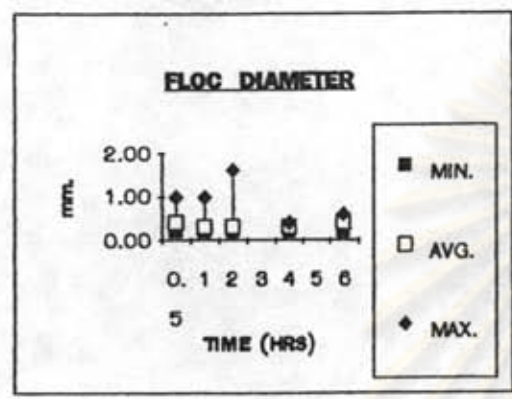 FLOC DIAMETER
2.00
1.00
0.00
mm.
0. 1 2 3 4 5 6
5
TIME (HRS)
MIN.
AVG.
MAX.